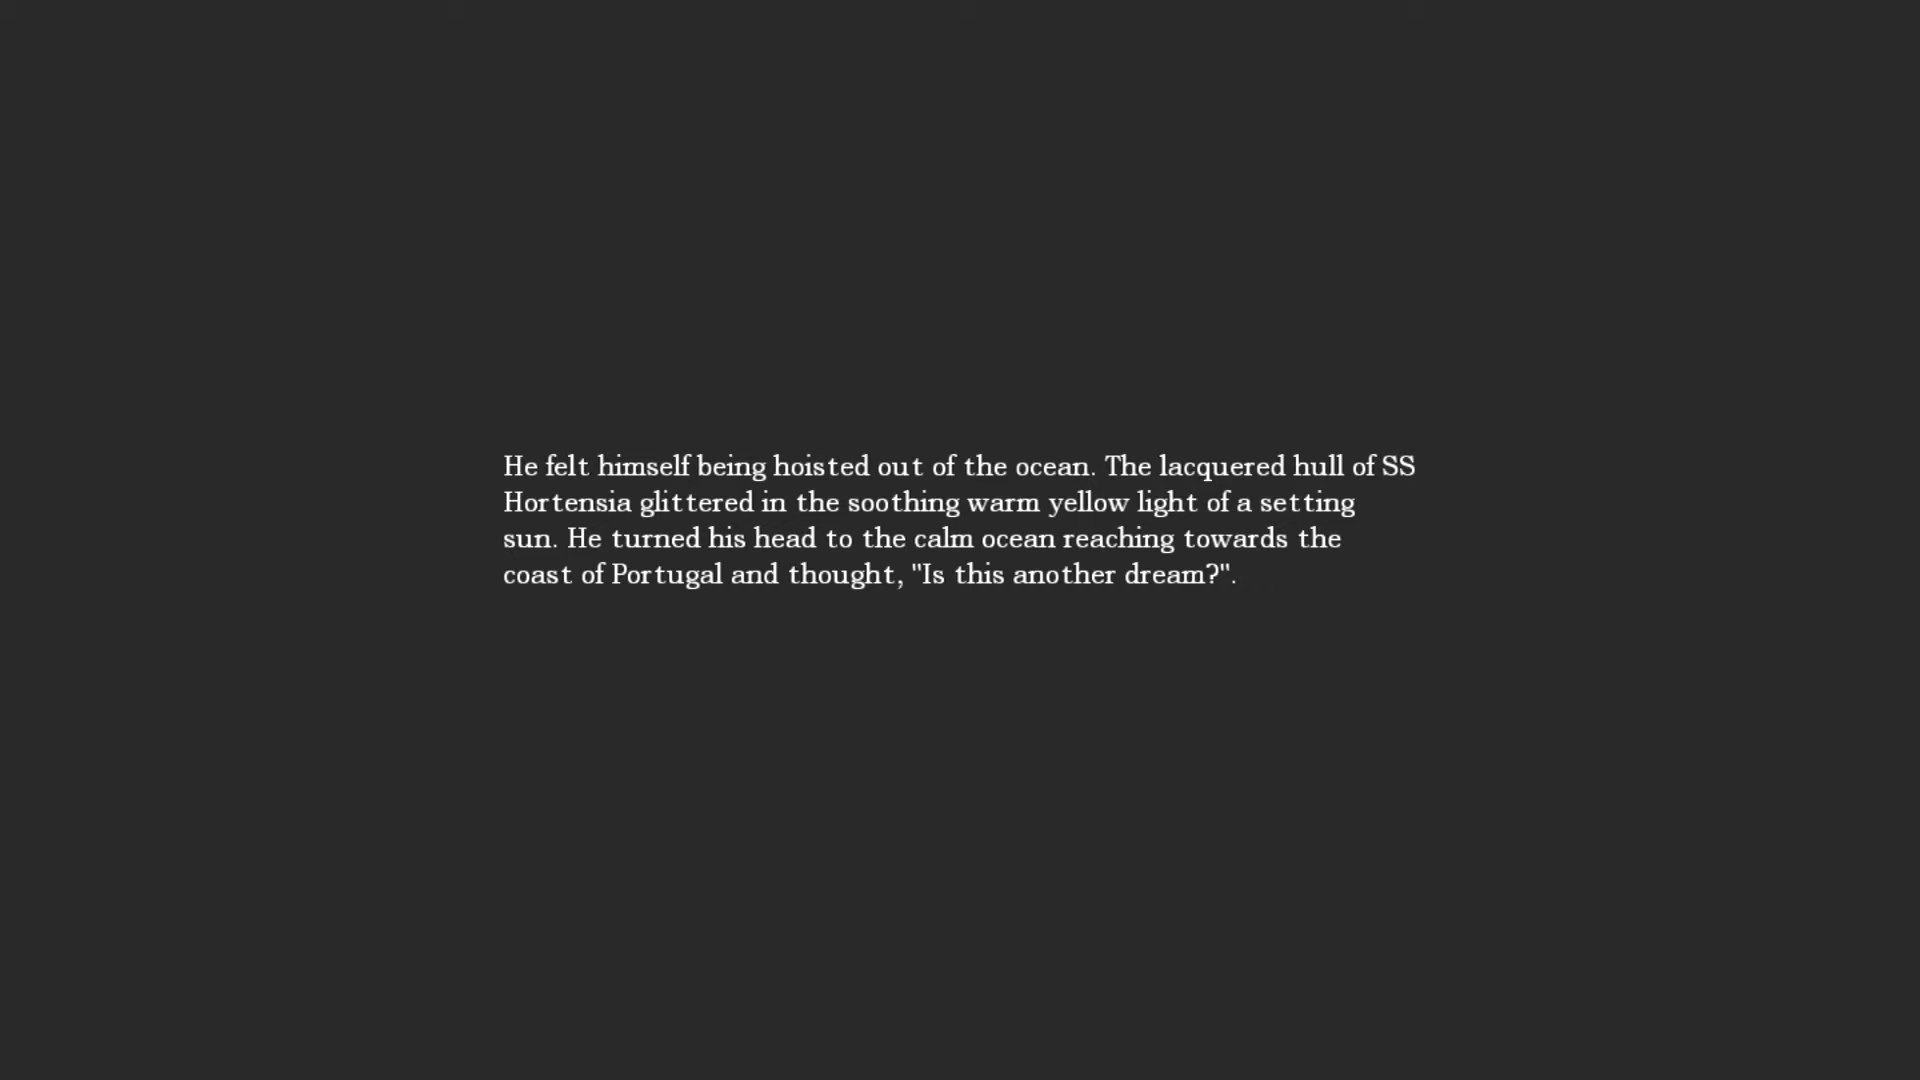 He felt himself being hoisted out of the ocean. The lacquered hull of SS
Hortensia glittered in the soothing warm yellow light of a setting
sun. He turned his head to the calm ocean reaching towards the
coast of Portugal and thought, "Is this another dream?".